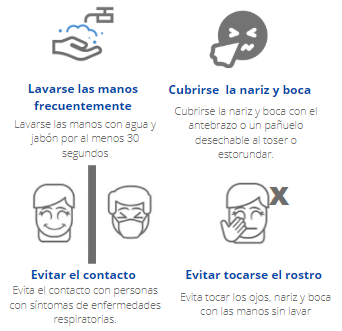 Lavarse las manos
frecuentemente
Lavarse las manos con agua y
jabón por al menos 30
segundos
Cubrirse la nariz y boca
Cubrirse la nariz y boca con el
antebrazo o un pañuelo
desechable al toser o
estorundar.
X
Evitar el contacto
Evita el contacto con personas
con síntomas de enfermedades
respiratorias.
Evitar tocarse el rostro
Evita tocar los ojos, nariz y boca
con las manos sin lavar